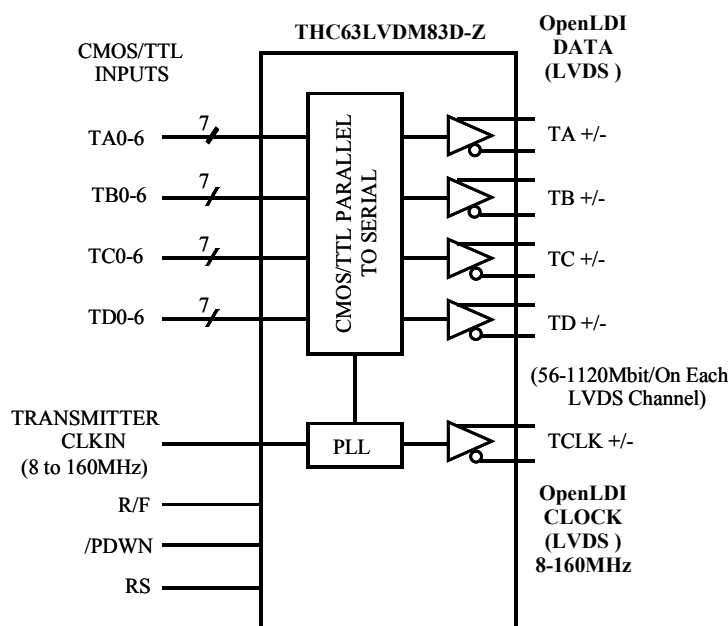 THC63LVDM83D-Z
CMOS/TTL
INPUTS
OpenLDI
DATA
(LVDS )
TA0-6
7
TA +/-
TB0-6
7
TB +/-
TC0-6
7
TC +/-
TD0-6
7
TD +/-
CMOS/TTL PARALLEL
TO SERIAL
(56-1120Mbit/On Each
LVDS Channel)
TRANSMITTER
CLKIN
(8 to 160MHz)
PLL
TCLK +/-
R/F
/PDWN
RS
OpenLDI
CLOCK
(LVDS )
8-160MHz